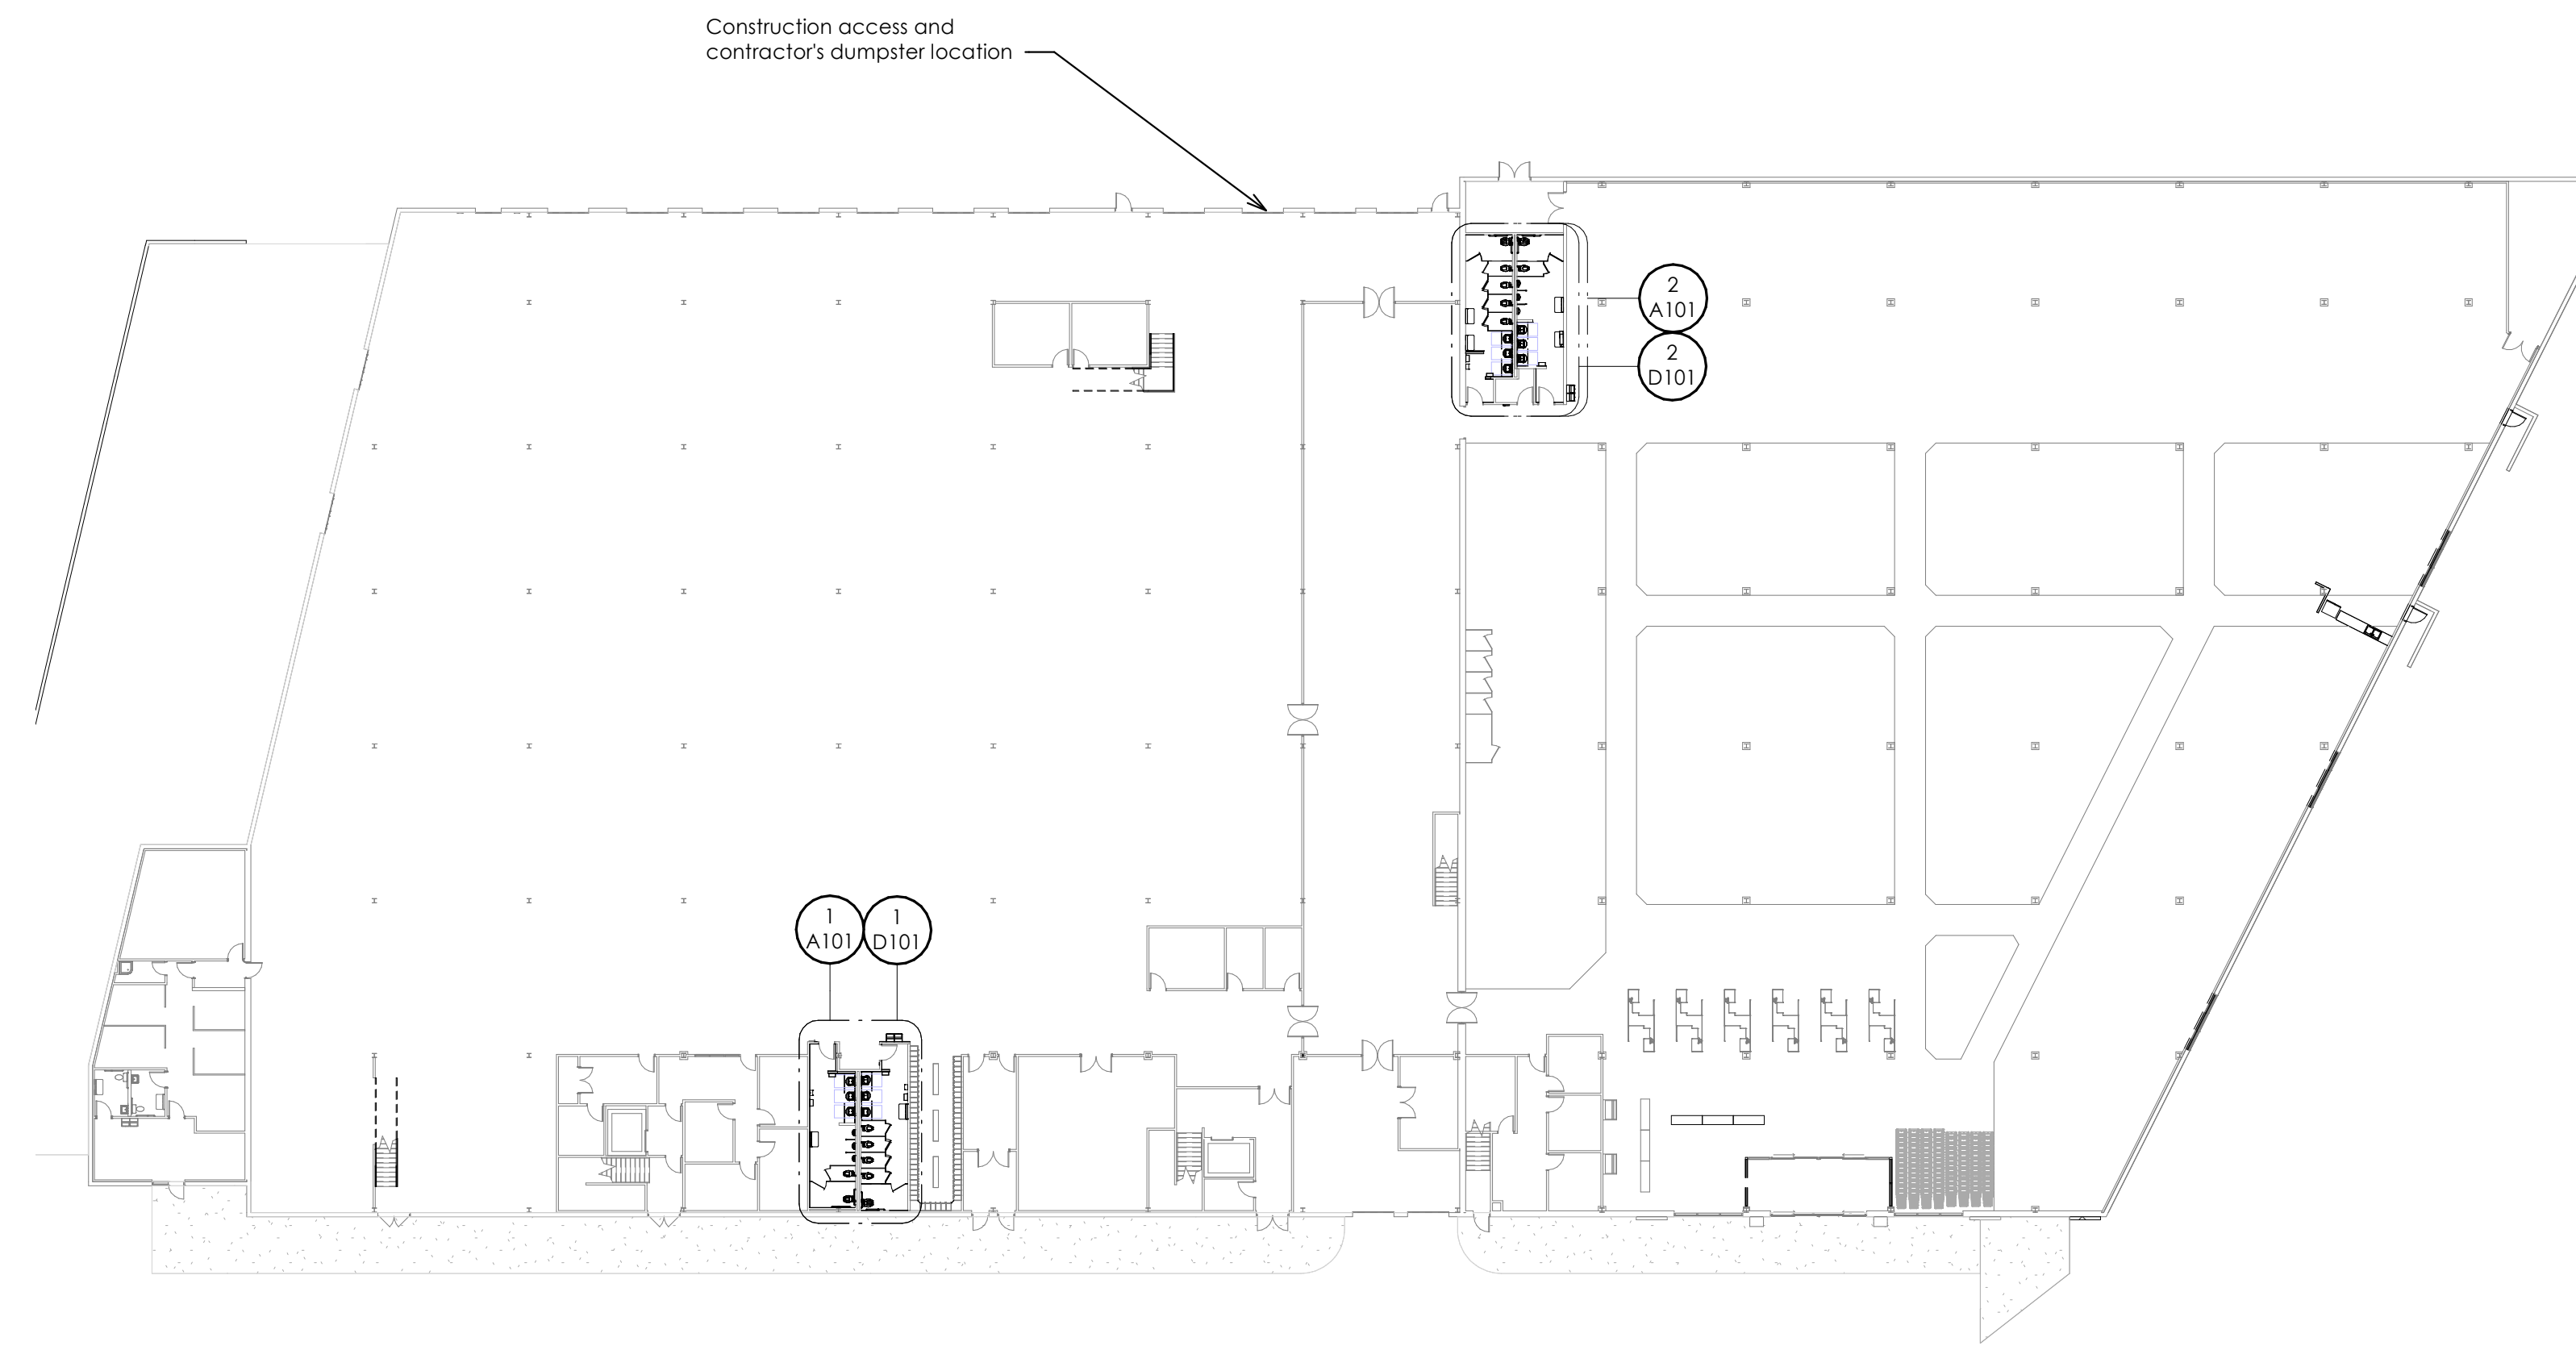 Construction access and
contractor's dumpster location
2
A101
2
D101
1
A101
1
D101